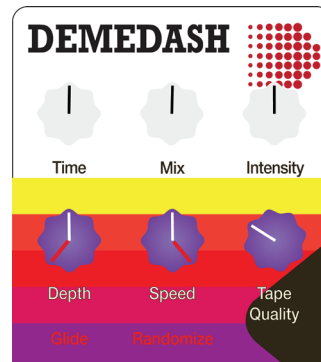 DEMEDASH
Time Mix Intensity
Depth Speed Tape
Quality
Glide Randomize